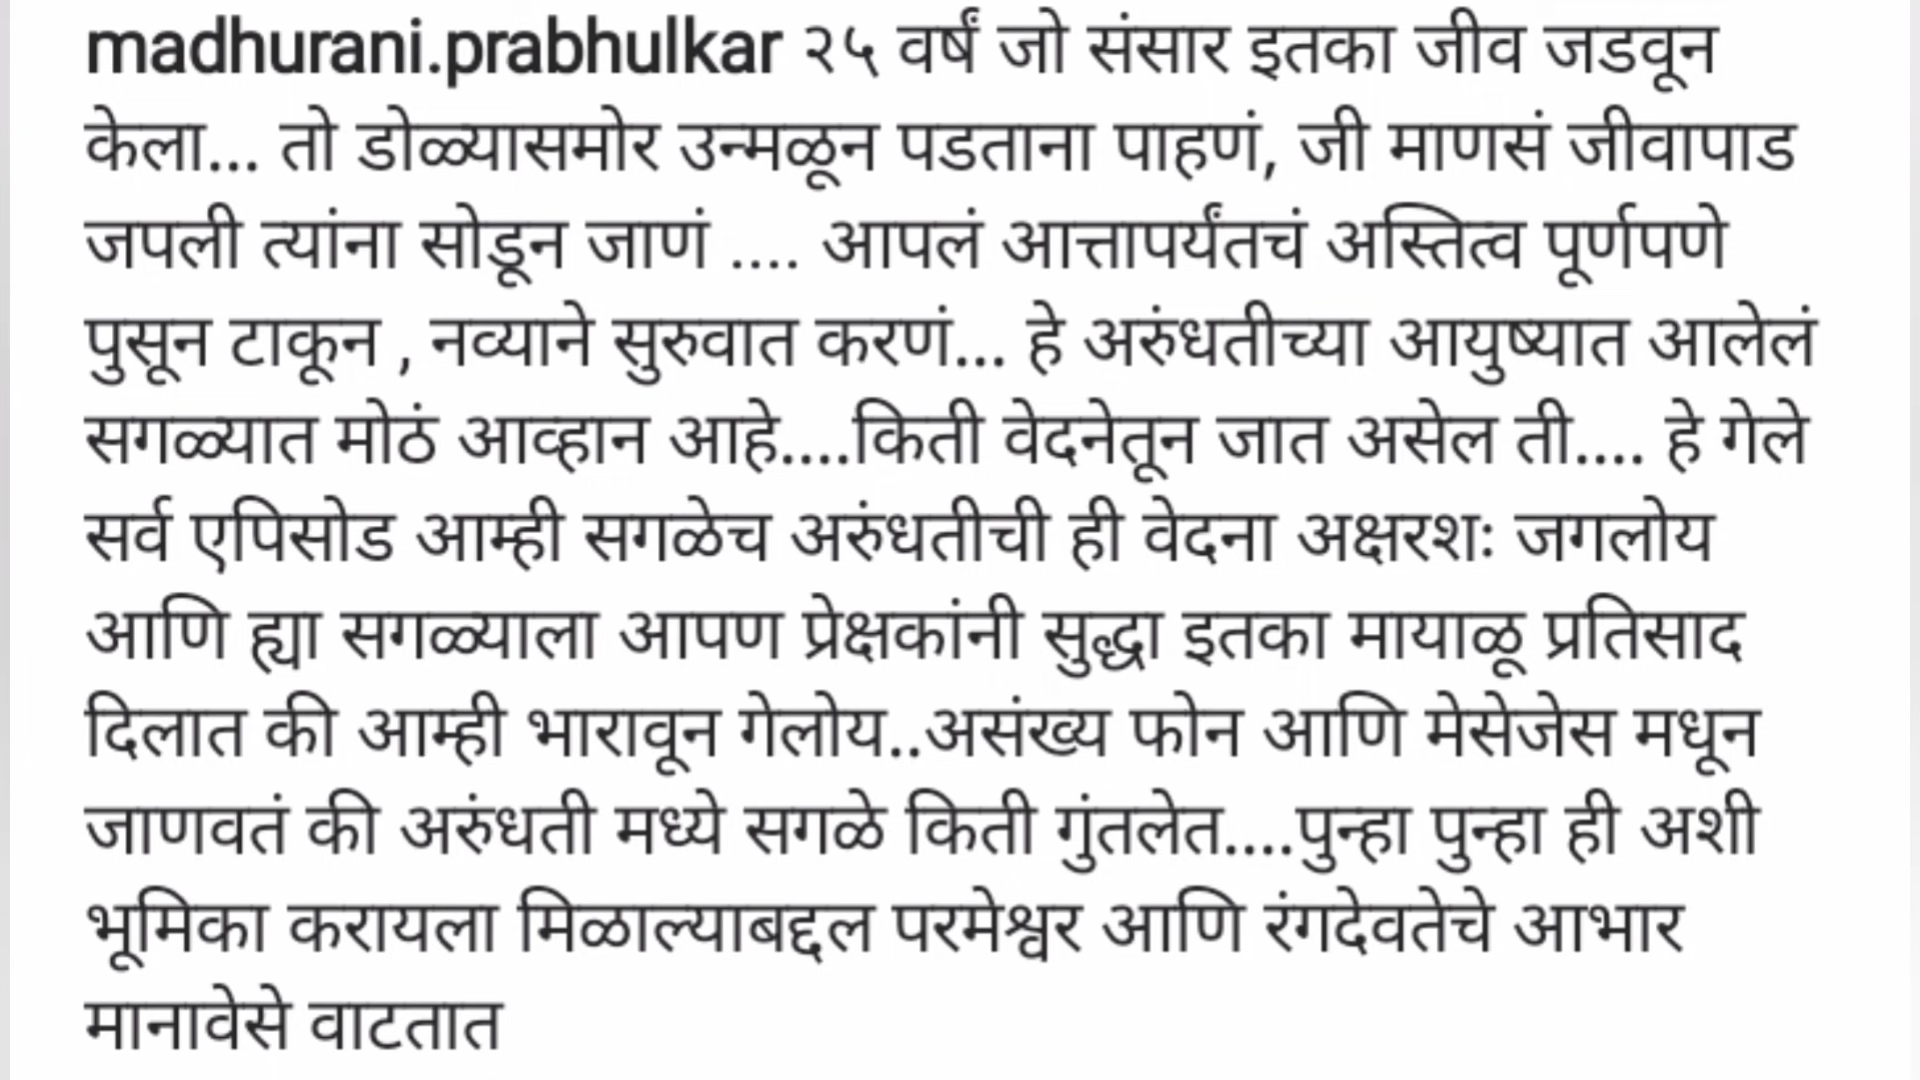 madhurani.prabhulkar २५ वर्षं जो संसार इतका जीव जडवून
केला... तो डोळ्यासमोर उन्मळून पडताना पाहणं, जी माणसं जीवापाड
जपली त्यांना सोडून जाणं .... आपलं आत्तापर्यंतचं अस्तित्व पूर्णपणे
पुसून टाकून , नव्याने सुरुवात करणं... हे अरुंधतीच्या आयुष्यात आलेलं
सगळ्यात मोठं आव्हान आहे....किती वेदनेतून जात असेल ती.... हे गेले
सर्व एपिसोड आम्ही सगळेच अरुंधतीची ही वेदना अक्षरशः जगलोय
आणि ह्या सगळ्याला आपण प्रेक्षकांनी सुद्धा इतका मायाळू प्रतिसाद
दिलात की आम्ही भारावून गेलोय..असंख्य फोन आणि मेसेजेस मधून
जाणवतं की अरुंधती मध्ये सगळे किती गुंतलेत....पुन्हा पुन्हा ही अशी
भूमिका करायला मिळाल्याबद्दल परमेश्वर आणि रंगदेवतेचे आभार
मानावेसे वाटतात